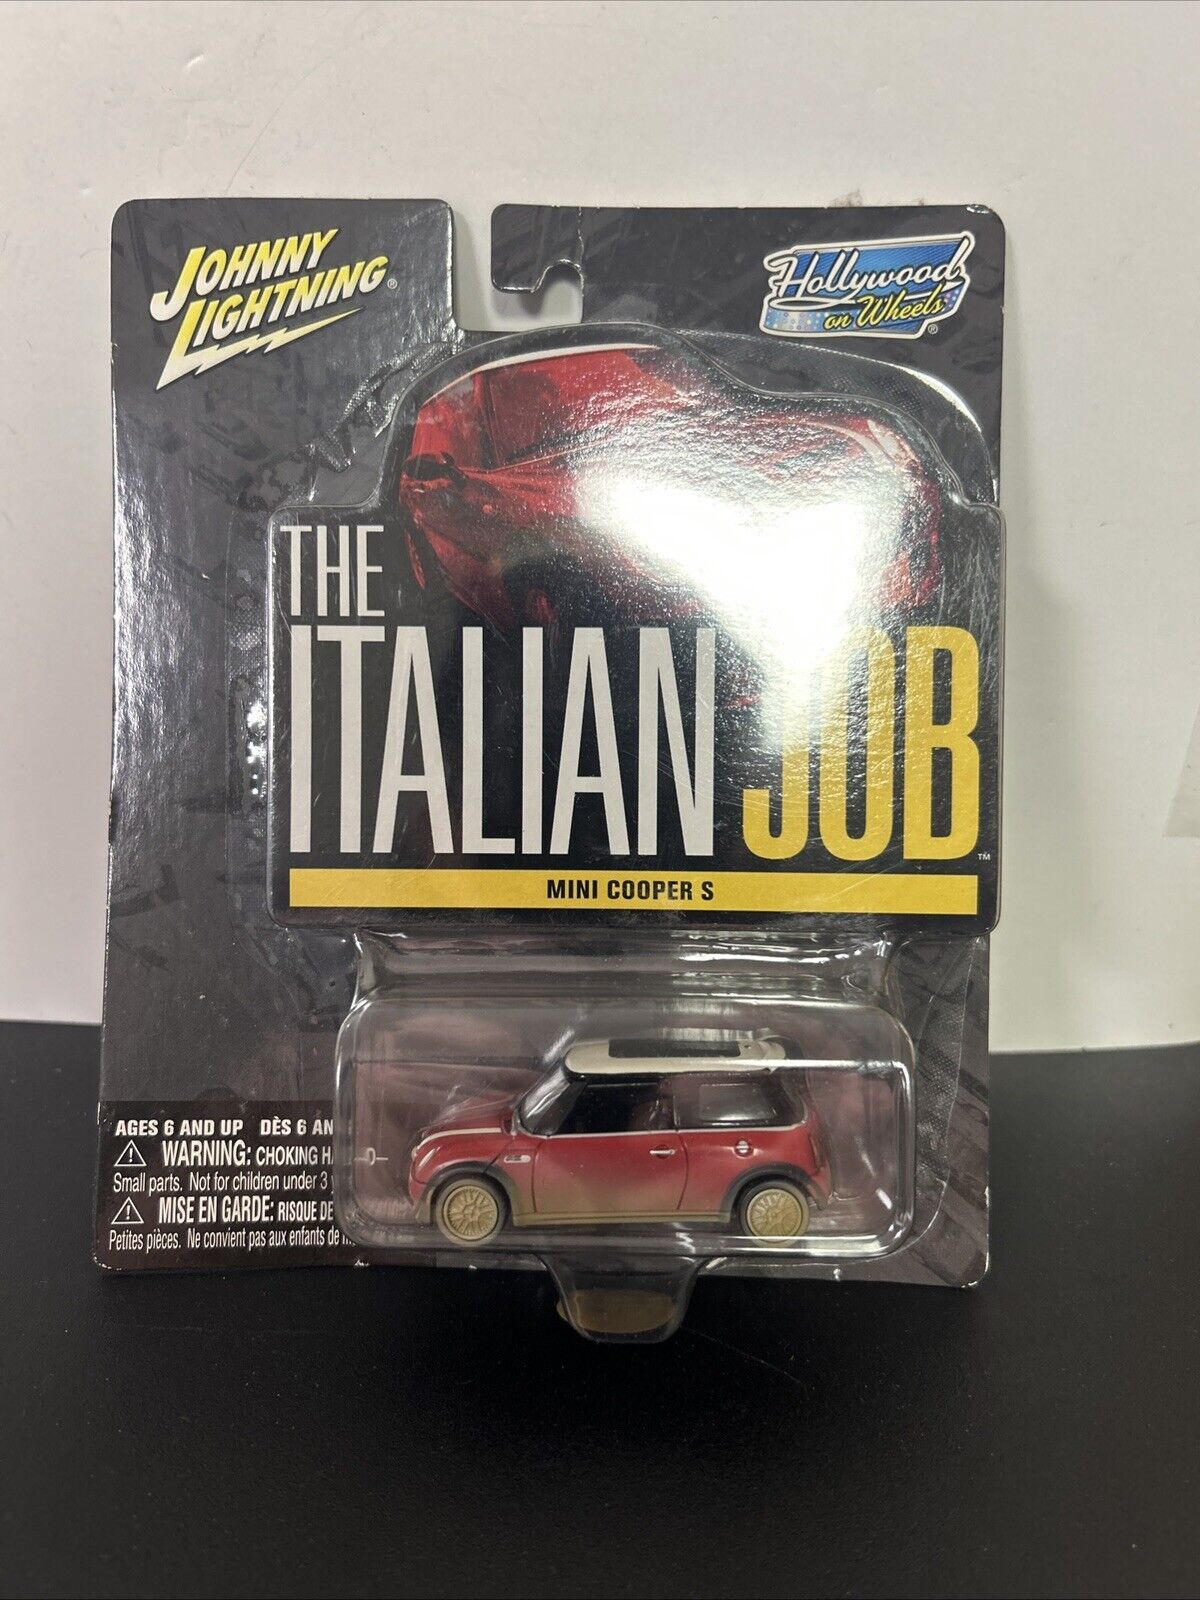 JOHNNY
LIGHTNING®
Hollywood
on Wheels®
THE
ITALIAN JOB™
MINI COOPER S
AGES 6 AND UP DÈS 6 AN
WARNING: CHOKING
Small parts. Not for children under 3
MISE EN GARDE: RISQUE DE
Petites pièces. Ne convient pas aux enfants de